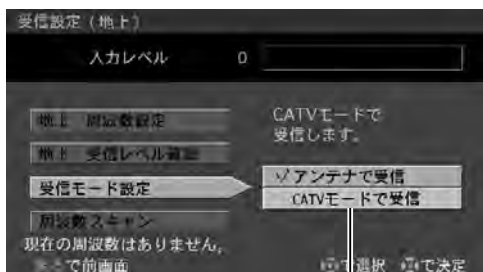 受信設定（地上）
入力レベル 0
地上 周波数設定
地上 受信レベル確認
受信モード設定
周波数スキャン
CATVモードで
受信します。
✓アンテナで受信
CATVモードで受信
現在の周波数はありません。
で前画面
で選択 で決定